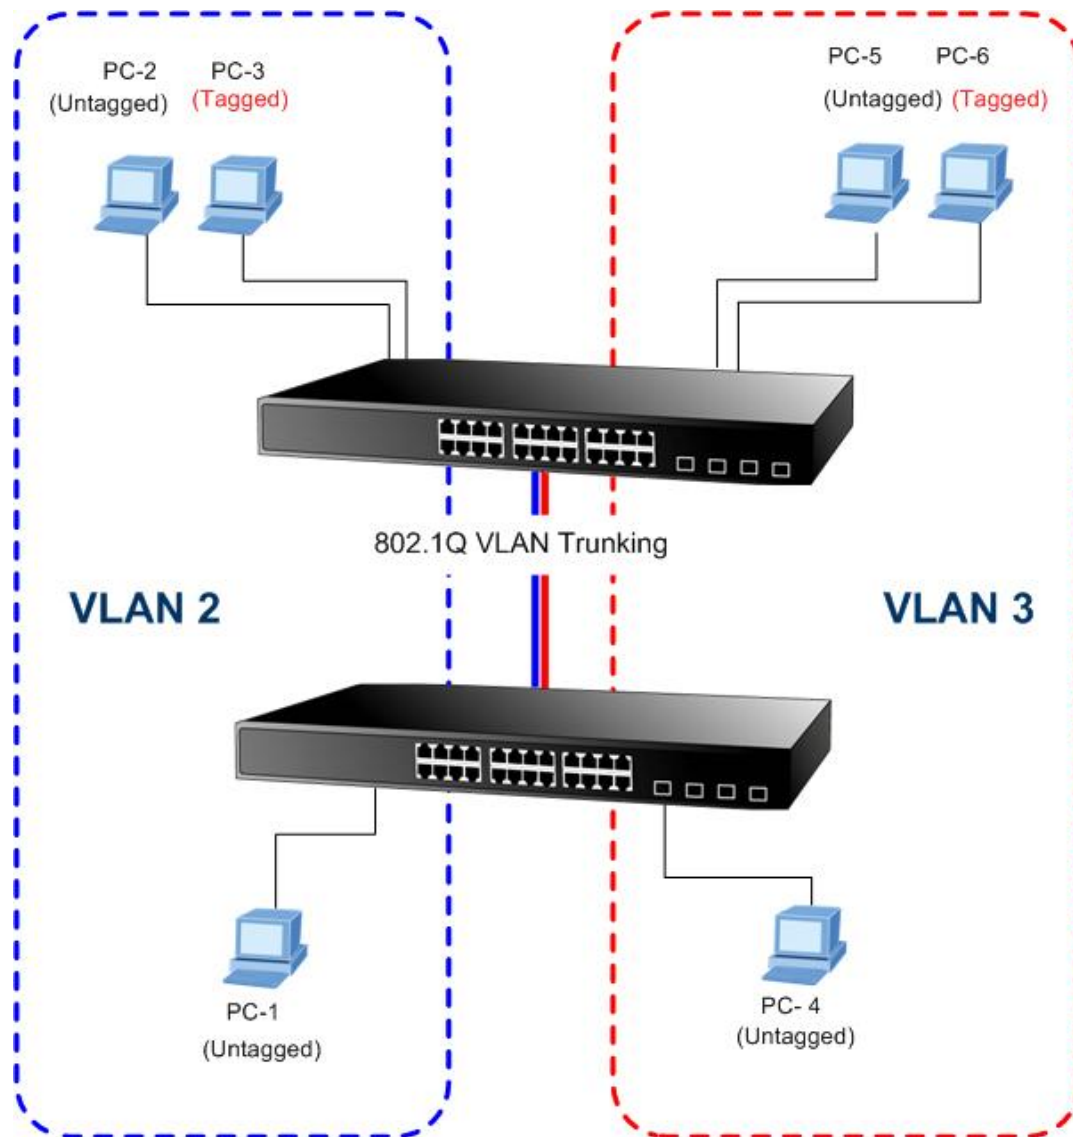 PC-2 PC-3
(Untagged) (Tagged)
PC-5 PC-6
(Untagged) (Tagged)
802.1Q VLAN Trunking
VLAN 2
VLAN 3
PC-1
(Untagged)
PC- 4
(Untagged)